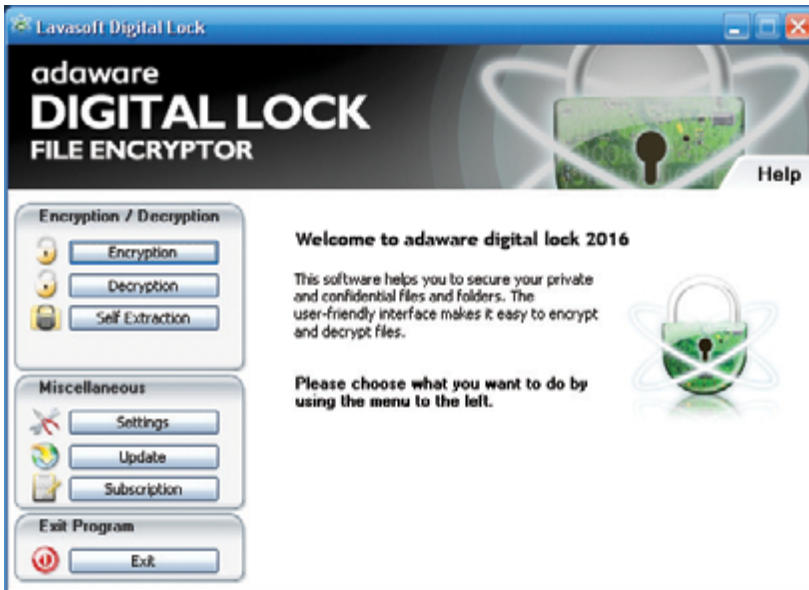 Lavasoft Digital Lock
adaware
DIGITAL LOCK
FILE ENCRYPTOR
Help
Encryption / Decryption
Encryption
Decryption
Self Extraction
Miscellaneous
Settings
Update
Subscription
Exit Program
Exit
Welcome to adaware digital lock 2016
This software helps you to secure your private
and confidential files and folders. The
user-friendly interface makes it easy to encrypt
and decrypt files.
Please choose what you want to do by
using the menu to the left.